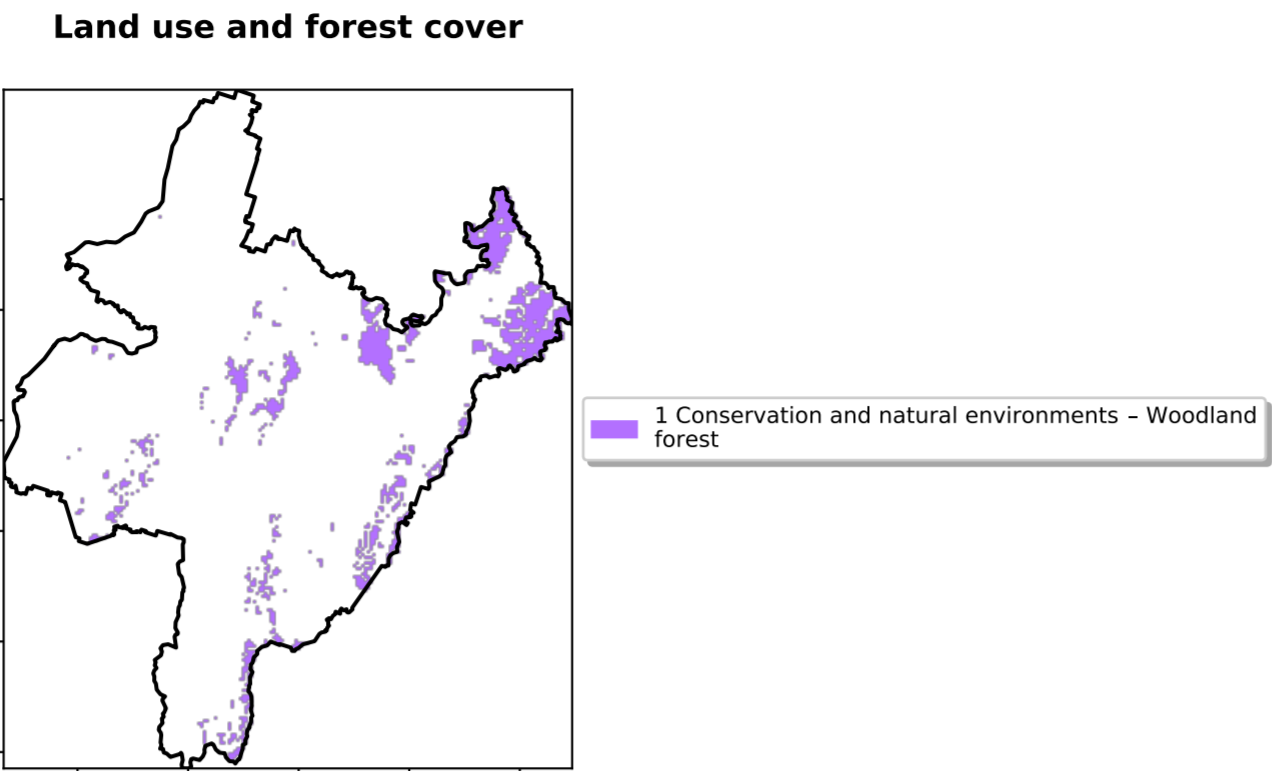 Land use and forest cover
1 Conservation and natural environments – Woodland
forest